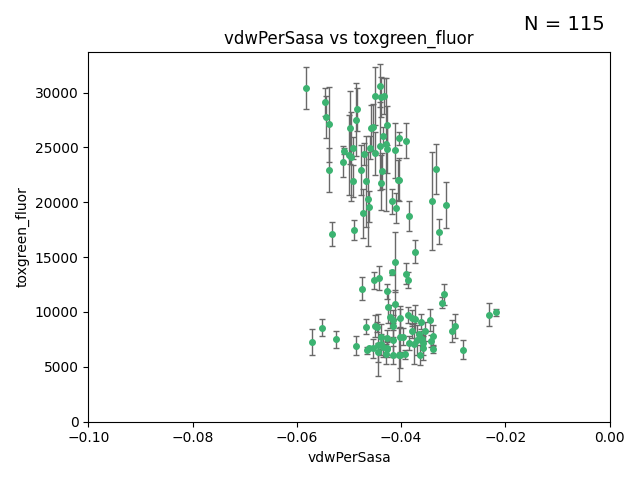 N = 115
vdwPerSasa vs toxgreen_fluor
30000
25000
20000
15000
10000
5000
0
toxgreen_fluor
−0.10 −0.08 −0.06 −0.04 −0.02 0.00
vdwPerSasa